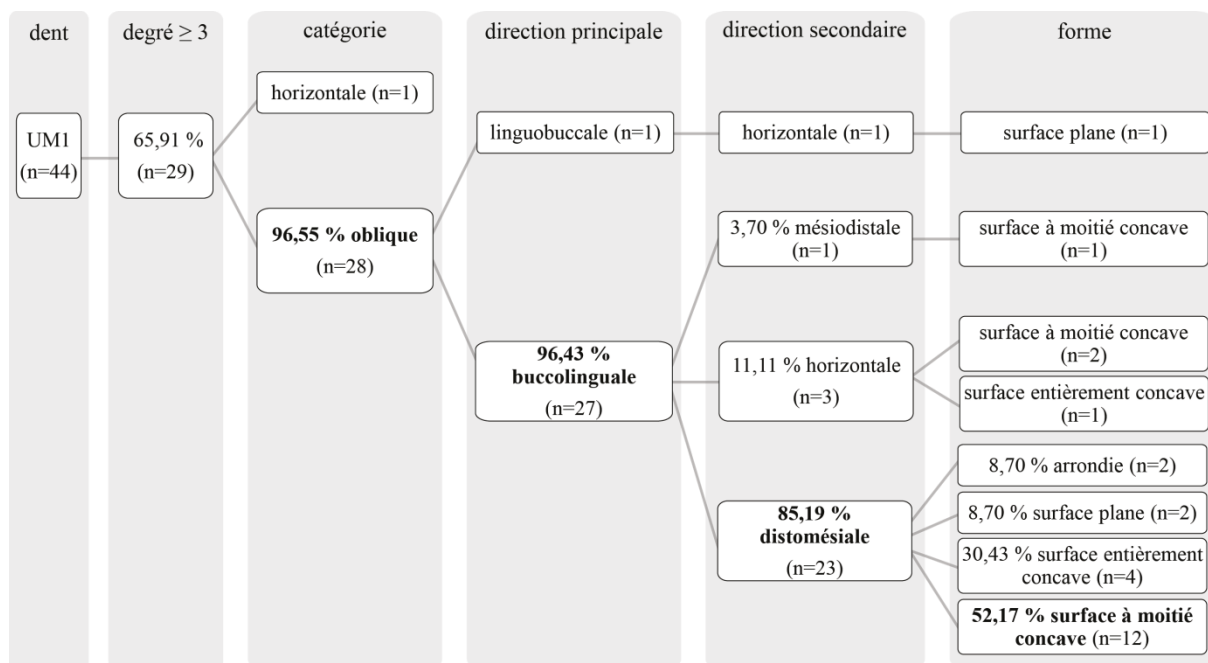 dent
degré ≥ 3
catégorie
direction principale
direction secondaire
forme
UM1
(n=44)
65,91 %
(n=29)
horizontale (n=1)
96,55 % oblique
(n=28)
linguobuccale (n=1)
96,43 %
buccolinguale
(n=27)
horizontale (n=1)
3,70 % mésiodistale
(n=1)
11,11 % horizontale
(n=3)
85,19 %
distomésiale
(n=23)
surface plane (n=1)
surface à moitié concave
(n=1)
surface à moitié concave
(n=2)
surface entièrement concave
(n=1)
8,70 % arrondie (n=2)
8,70 % surface plane (n=2)
30,43 % surface entièrement
concave (n=4)
52,17 % surface à moitié
concave (n=12)